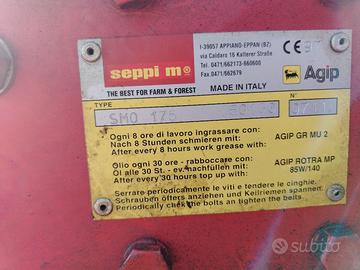 seppi m®
I-39057 APPIANO-EPPAN (BZ)
via Caldaro 16 Kalterer Straße
Tel. 0471/662173-660600
Fax.0471/662679
CE
Agip
THE BEST FOR FARM & FOREST
MADE IN ITALY
TYPE
N°
SMO 175
Ogni 8 ore di lavoro ingrassare con:
Nach 8 Stunden schmieren mit:
After every 8 hours work grease with:
AGIP GR MU 2
Olio ogni 30 ore - rabboccare con:
Öl alle 30 St. - ev.nachfüllen mit:
After every 30 hours top up with:
AGIP ROTRA MP
85W/140
Serrare periodicamente le viti e tendere le cinghie.
Schrauben öfters anziehen und Keilriemen spannen.
Periodically check the bolts an tighten the belts.
subito